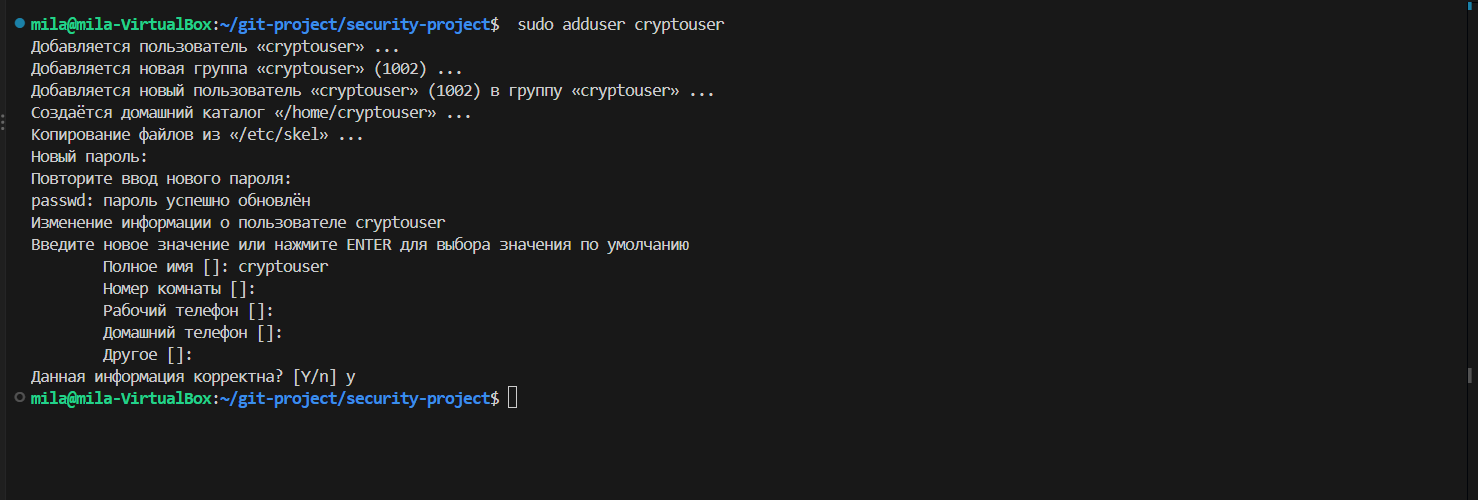 mila@mila-VirtualBox:~/git-project/security-project$  sudo adduser cryptouser
Добавляется пользователь «cryptouser» ...
Добавляется новая группа «cryptouser» (1002) ...
Добавляется новый пользователь «cryptouser» (1002) в группу «cryptouser» ...
Создаётся домашний каталог «/home/cryptouser» ...
Копирование файлов из «/etc/skel» ...
Новый пароль:
Повторите ввод нового пароля:
passwd: пароль успешно обновлён
Изменение информации о пользователе cryptouser
Введите новое значение или нажмите ENTER для выбора значения по умолчанию
        Полное имя []: cryptouser
        Номер комнаты []:
        Рабочий телефон []:
        Домашний телефон []:
        Другое []:
Данная информация корректна? [Y/n] y
mila@mila-VirtualBox:~/git-project/security-project$